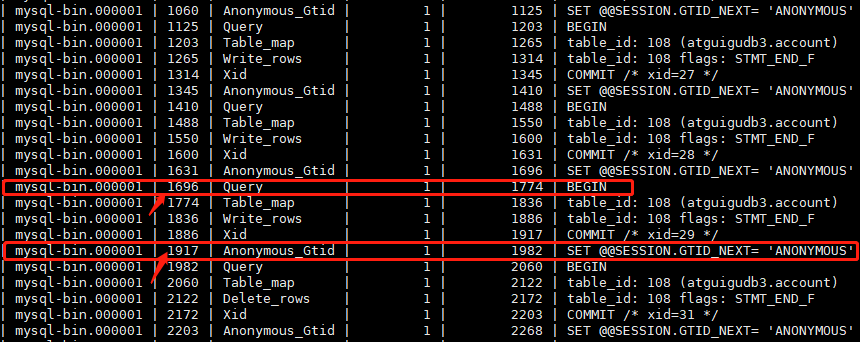 | mysql-bin.000001 | 1060 | Anonymous_Gtid | 1 | 1125 | SET @@SESSION.GTID_NEXT= 'ANONYMOUS'
| mysql-bin.000001 | 1125 | Query | 1 | 1203 | BEGIN
| mysql-bin.000001 | 1203 | Table_map | 1 | 1265 | table_id: 108 (atguigudb3.account)
| mysql-bin.000001 | 1265 | Write_rows | 1 | 1314 | table_id: 108 flags: STMT_END_F
| mysql-bin.000001 | 1314 | Xid | 1 | 1345 | COMMIT /* xid=27 */
| mysql-bin.000001 | 1345 | Anonymous_Gtid | 1 | 1410 | SET @@SESSION.GTID_NEXT= 'ANONYMOUS'
| mysql-bin.000001 | 1410 | Query | 1 | 1488 | BEGIN
| mysql-bin.000001 | 1488 | Table_map | 1 | 1550 | table_id: 108 (atguigudb3.account)
| mysql-bin.000001 | 1550 | Write_rows | 1 | 1600 | table_id: 108 flags: STMT_END_F
| mysql-bin.000001 | 1600 | Xid | 1 | 1631 | COMMIT /* xid=28 */
| mysql-bin.000001 | 1631 | Anonymous_Gtid | 1 | 1696 | SET @@SESSION.GTID_NEXT= 'ANONYMOUS'
| mysql-bin.000001 | 1696 | Query | 1 | 1774 | BEGIN
| mysql-bin.000001 | 1774 | Table_map | 1 | 1836 | table_id: 108 (atguigudb3.account)
| mysql-bin.000001 | 1836 | Write_rows | 1 | 1886 | table_id: 108 flags: STMT_END_F
| mysql-bin.000001 | 1886 | Xid | 1 | 1917 | COMMIT /* xid=29 */
| mysql-bin.000001 | 1917 | Anonymous_Gtid | 1 | 1982 | SET @@SESSION.GTID_NEXT= 'ANONYMOUS'
| mysql-bin.000001 | 1982 | Query | 1 | 2060 | BEGIN
| mysql-bin.000001 | 2060 | Table_map | 1 | 2122 | table_id: 108 (atguigudb3.account)
| mysql-bin.000001 | 2122 | Delete_rows | 1 | 2172 | table_id: 108 flags: STMT_END_F
| mysql-bin.000001 | 2172 | Xid | 1 | 2203 | COMMIT /* xid=31 */
| mysql-bin.000001 | 2203 | Anonymous_Gtid | 1 | 2268 | SET @@SESSION.GTID_NEXT= 'ANONYMOUS'